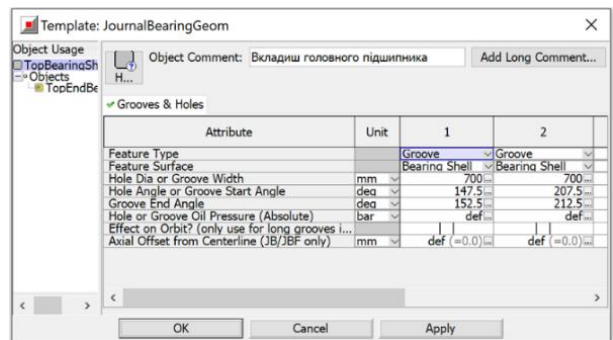 Template: JournalBearingGeom
Object Usage
TopBearingSh
Objects
TopEndBe
H...
Object Comment: Вкладиш головного підшипника Add Long Comment...
Grooves & Holes
Attribute Unit 1 2
Feature Type Groove Groove
Feature Surface Bearing Shell Bearing Shell
Hole Dia or Groove Width mm 700 ... 700 ...
Hole Angle or Groove Start Angle deg 147.5 ... 207.5 ...
Groove End Angle deg 152.5 ... 212.5 ...
Hole or Groove Oil Pressure (Absolute) bar def ... def ...
Effect on Orbit? (only use for long grooves i...
Axial Offset from Centerline (JB/JBF only) mm def (=0.0) ... def (=0.0) ...
OK Cancel Apply